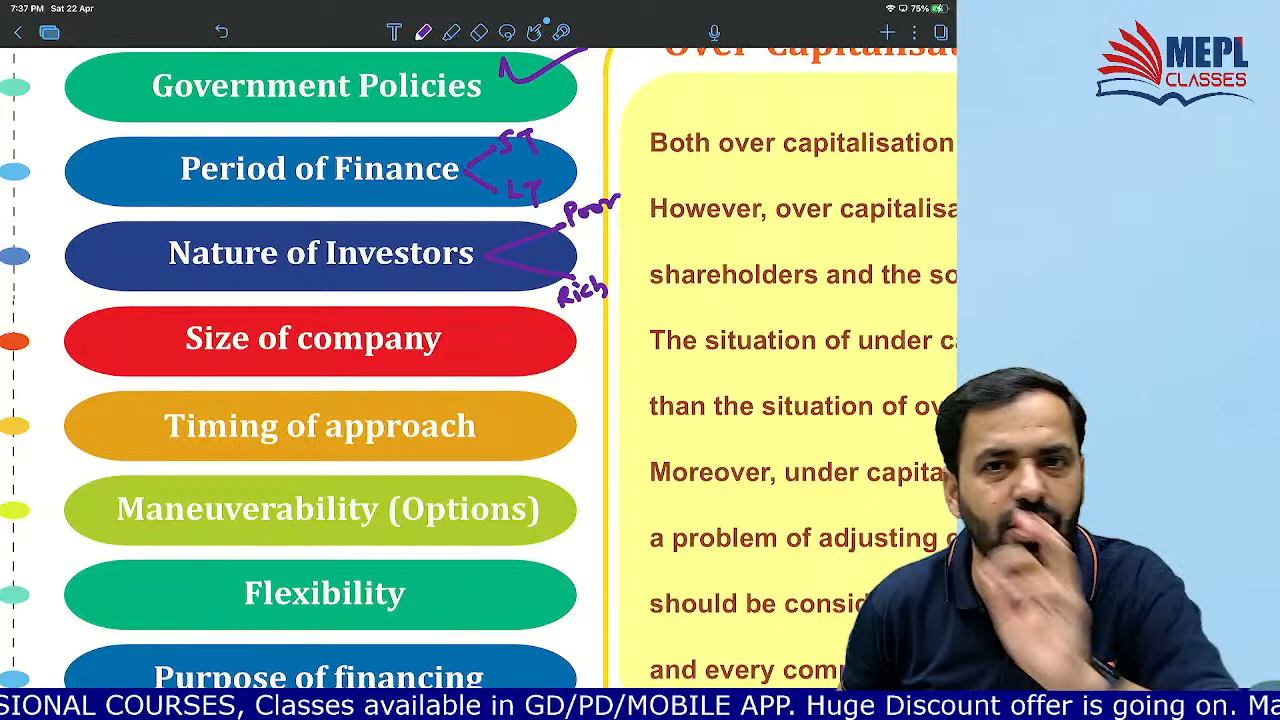 7:37 PM Sat 22 Apr
75%
T
MEPL
CLASSES
Government Policies
Period of Finance
ST
LT
Nature of Investors
Poor
Rich
Size of company
Timing of approach
Maneuverability (Options)
Flexibility
Purpose of financing
Over Capitalisa
Both over capitalisation
However, over capitalisa
shareholders and the so
The situation of under ca
than the situation of ov
Moreover, under capita
a problem of adjusting
should be consid
and every comp
SIONAL COURSES, Classes available in GD/PD/MOBILE APP. Huge Discount offer is going on. Ma